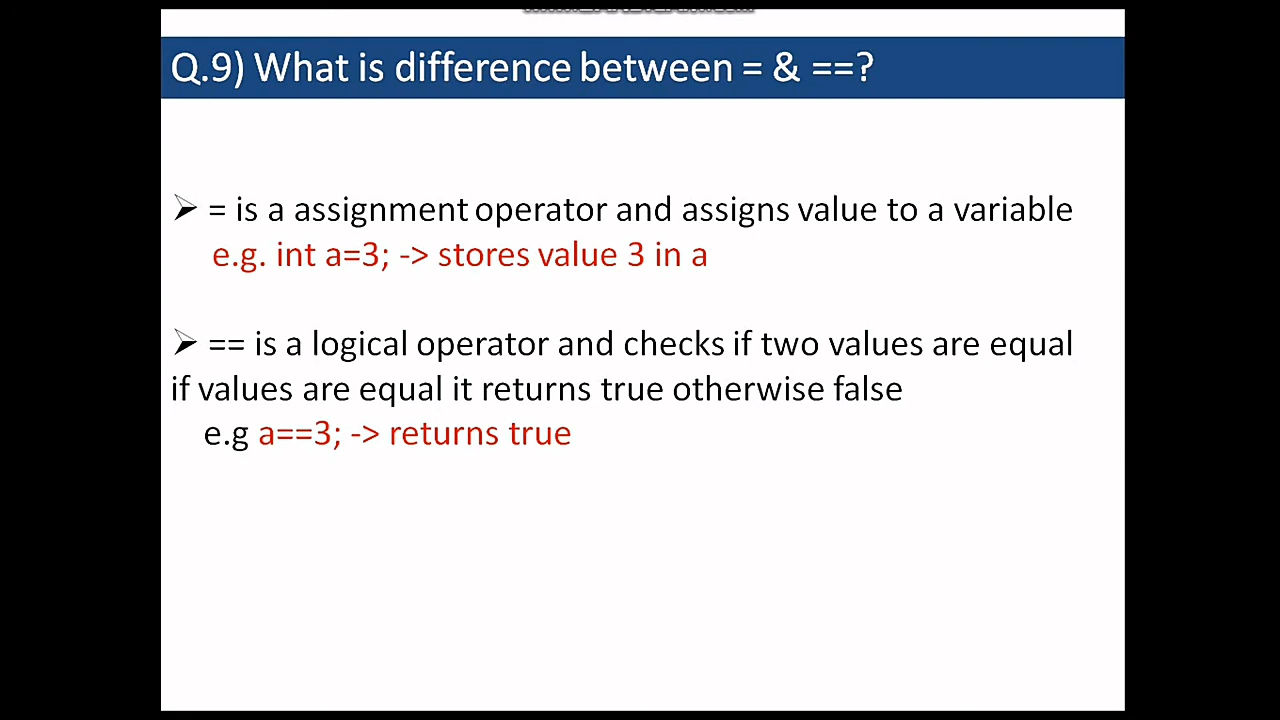 Q.9) What is difference between = & ==?
➢ = is a assignment operator and assigns value to a variable
e.g. int a=3; -> stores value 3 in a
➢ == is a logical operator and checks if two values are equal
if values are equal it returns true otherwise false
e.g a==3; -> returns true